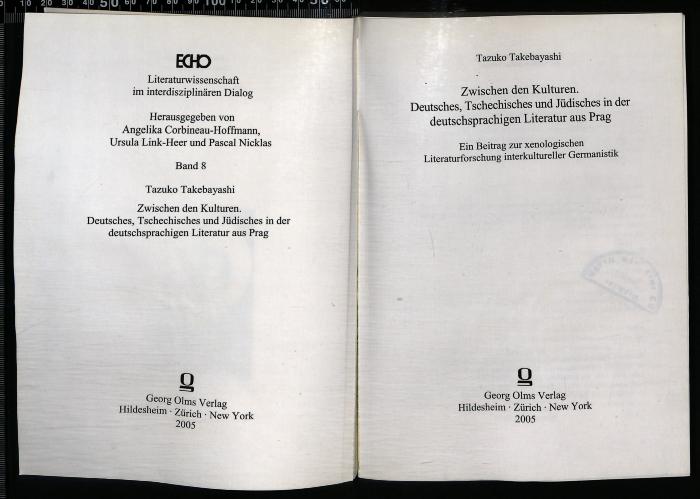 ECHO
Literaturwissenschaft
im interdisziplinären Dialog
Herausgegeben von
Angelika Corbineau-Hoffmann,
Ursula Link-Heer und Pascal Nicklas
Band 8
Tazuko Takebayashi
Zwischen den Kulturen.
Deutsches, Tschechisches und Jüdisches in der
deutschsprachigen Literatur aus Prag
Georg Olms Verlag
Hildesheim · Zürich · New York
2005
Tazuko Takebayashi
Zwischen den Kulturen.
Deutsches, Tschechisches und Jüdisches in der
deutschsprachigen Literatur aus Prag
Ein Beitrag zur xenologischen
Literaturforschung interkultureller Germanistik
Georg Olms Verlag
Hildesheim · Zürich · New York
2005